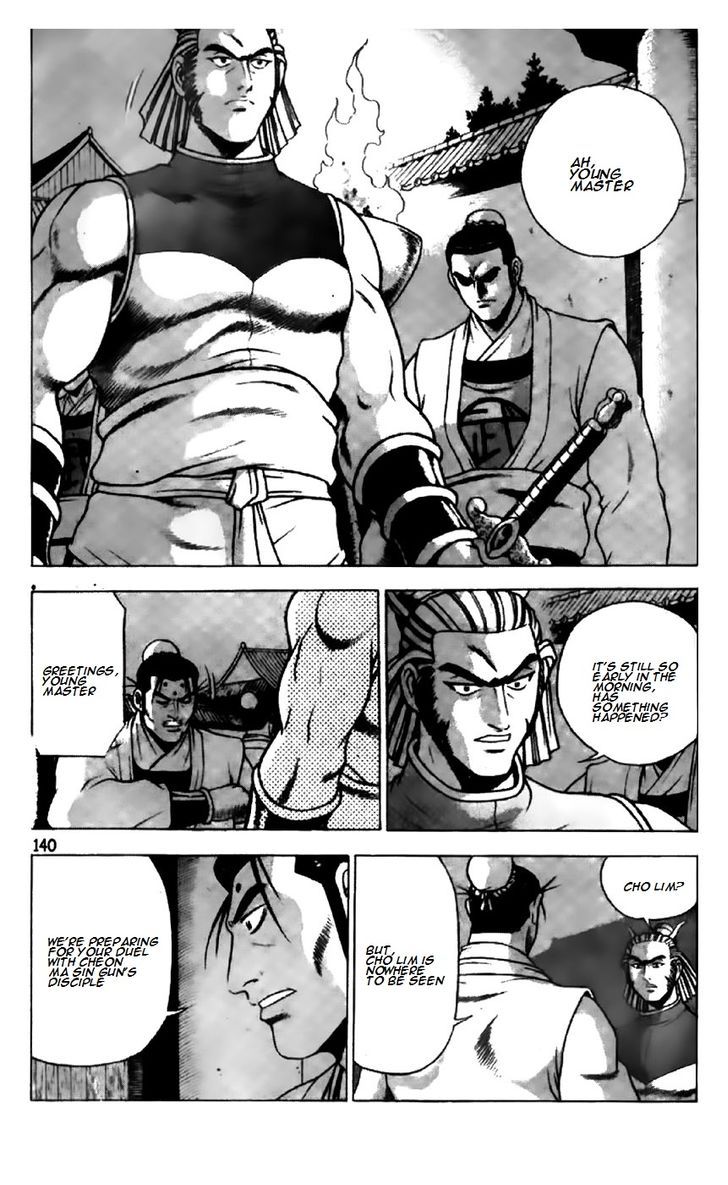 AH,
YOUNG
MASTER
GREETINGS,
YOUNG
MASTER
IT'S STILL SO
EARLY IN THE
MORNING,
HAS
SOMETHING
HAPPENED?
140
WE'RE PREPARING
FOR YOUR DUEL
WITH CHEON
MA SIN GUN'S
DISCIPLE
BUT,
CHO LIM IS
NOWHERE
TO BE SEEN
CHO LIM?